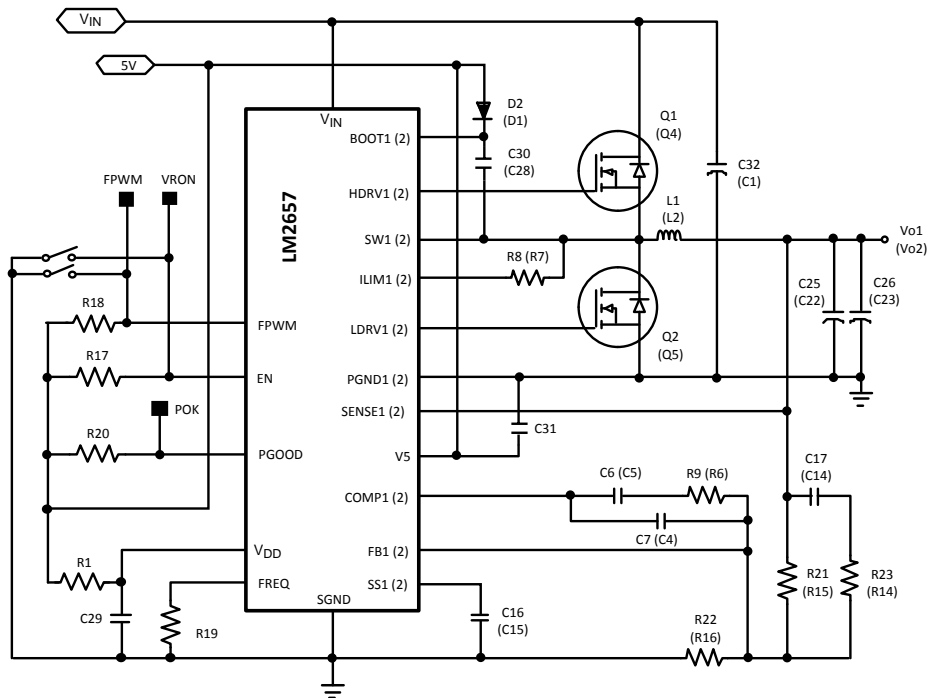 VIN
5V
FPWM
VRON
LM2657
VIN
BOOT1 (2)
HDRV1 (2)
SW1 (2)
ILIM1 (2)
LDRV1 (2)
PGND1 (2)
SENSE1 (2)
V5
COMP1 (2)
FB1 (2)
SS1 (2)
FPWM
EN
PGOOD
VDD
FREQ
SGND
R18
R17
POK
R20
R1
C29
R19
D2
(D1)
C30
(C28)
Q1
(Q4)
C32
(C1)
L1
(L2)
Vo1
(Vo2)
R8 (R7)
C25
(C22)
C26
(C23)
Q2
(Q5)
C31
C6 (C5)
R9 (R6)
C7 (C4)
C17
(C14)
R21
(R15)
R23
(R14)
C16
(C15)
R22
(R16)